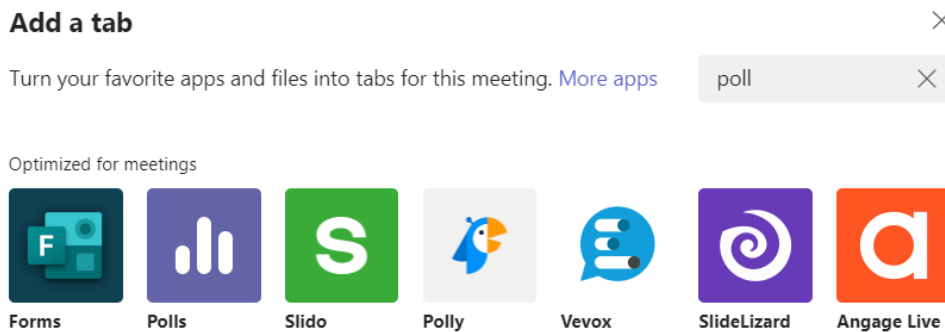 Add a tab
Turn your favorite apps and files into tabs for this meeting. More apps
poll
Optimized for meetings
F
S
a
Forms Polls Slido Polly Vevox SlideLizard Angage Live